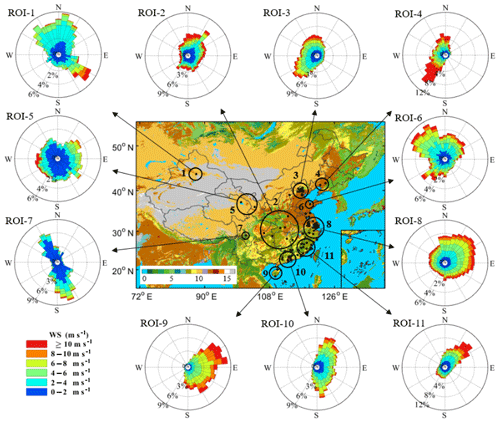 ROI-1
N
W
E
S
2%
4%
6%
ROI-2
N
W
E
S
3%
6%
9%
ROI-3
N
W
E
S
3%
6%
9%
ROI-4
N
W
E
S
8%
12%
ROI-5
N
W
E
S
2%
4%
6%
ROI-6
N
W
E
S
2%
4%
6%
ROI-7
N
W
E
S
3%
6%
9%
ROI-8
N
W
E
S
2%
4%
6%
50°N
40°N
30°N
20°N
72°E
90°E
108°E
126°E
0 5 10 15
1
2
3
4
5
6
7
8
9
10
11
WS (m s⁻¹)
≥ 10 m s⁻¹
8−10 m s⁻¹
6−8 m s⁻¹
4−6 m s⁻¹
2−4 m s⁻¹
0−2 m s⁻¹
ROI-9
N
W
E
S
3%
6%
9%
ROI-10
N
W
E
S
3%
6%
9%
ROI-11
N
W
E
S
4%
8%
12%